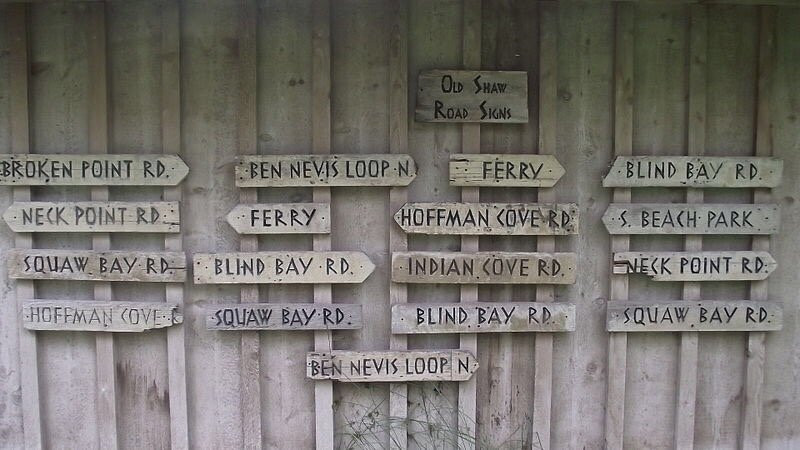 OLD SHAW
ROAD SIGNS
BROKEN POINT RD.
BEN NEVIS LOOP N.
FERRY
BLIND BAY RD.
NECK POINT RD.
FERRY
HOFFMAN COVE RD.
S. BEACH PARK
SQUAW BAY RD.
BLIND BAY RD.
INDIAN COVE RD.
NECK POINT RD.
HOFFMAN COVE R
SQUAW BAY RD.
BLIND BAY RD.
SQUAW BAY RD.
BEN NEVIS LOOP N.